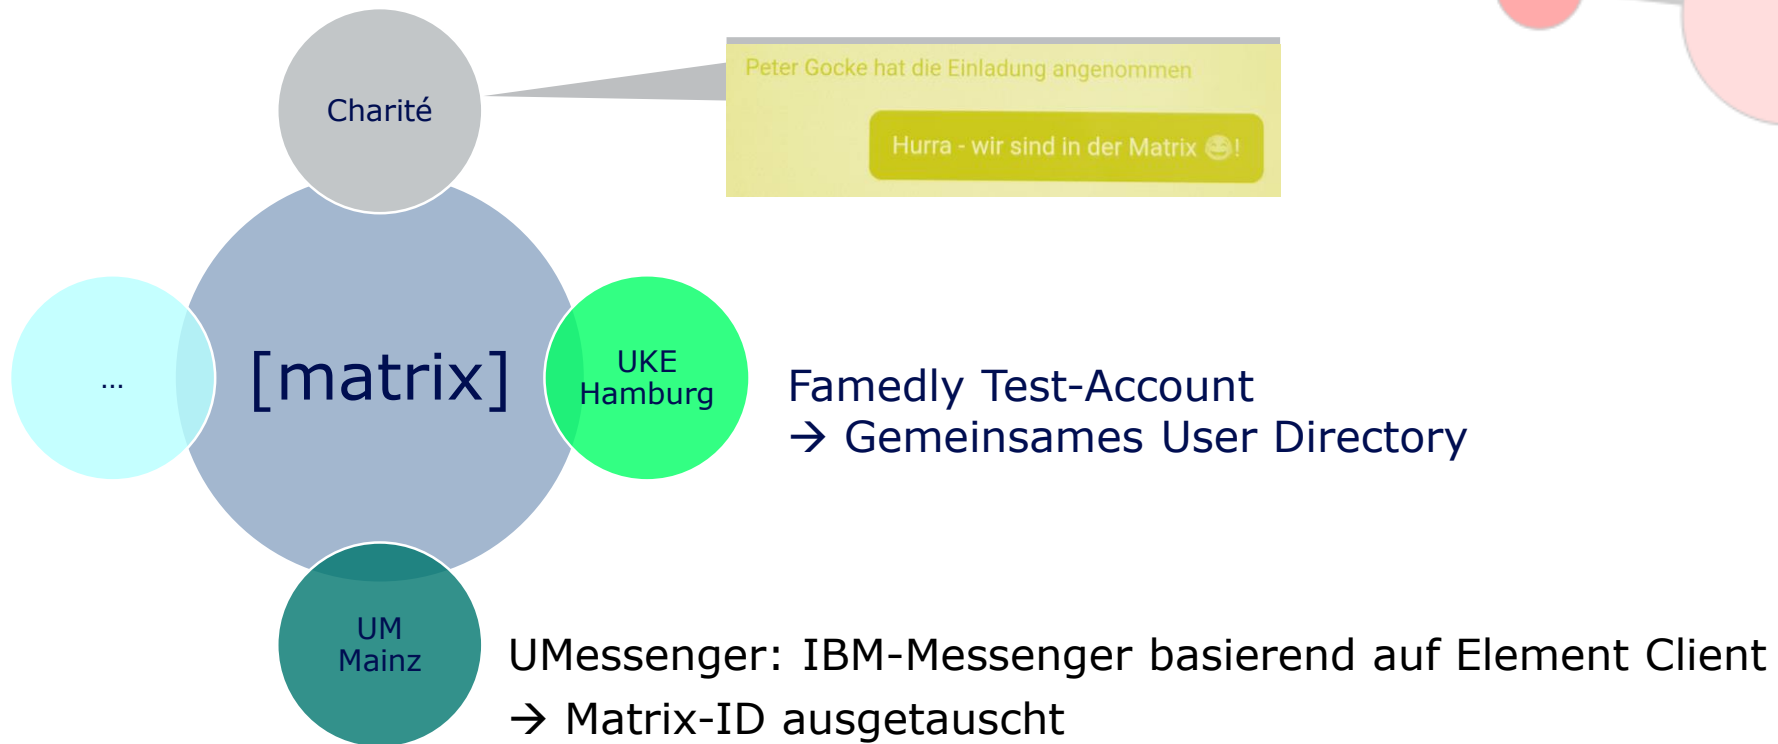 Charité
Peter Gocke hat die Einladung angenommen
Hurra - wir sind in der Matrix 😆!
...
[matrix]
UKE
Hamburg
Famedly Test-Account
→ Gemeinsames User Directory
UM
Mainz
UMessenger: IBM-Messenger basierend auf Element Client
→ Matrix-ID ausgetauscht